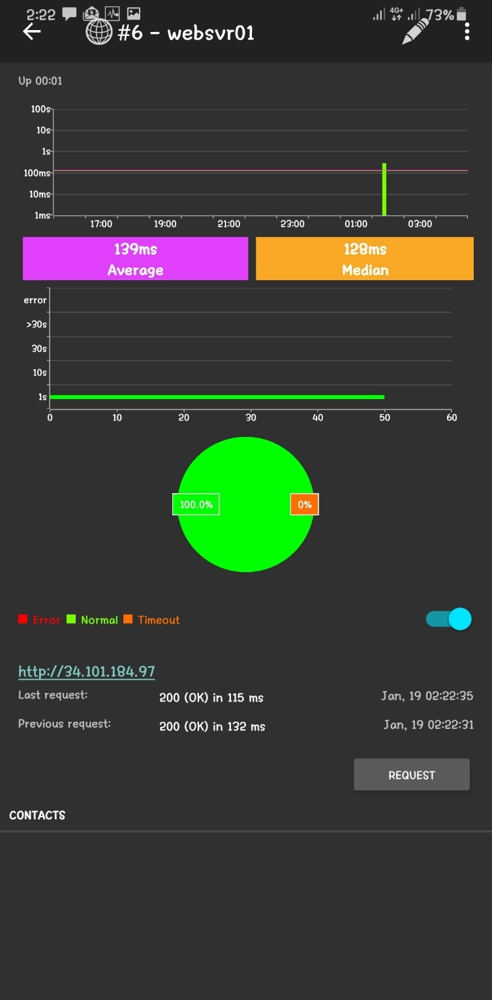 2:22 4G+ 73%
#6 - websvr01
Up 00:01
100s
10s
1s
100ms
10ms
1ms
17:00 19:00 21:00 23:00 01:00 03:00
139ms 128ms
Average Median
error
>30s
30s
10s
1s
0 10 20 30 40 50 60
100.0% 0%
Error Normal Timeout
http://34.101.184.97
Last request: 200 (OK) in 115 ms Jan, 19 02:22:35
Previous request: 200 (OK) in 132 ms Jan, 19 02:22:31
REQUEST
CONTACTS